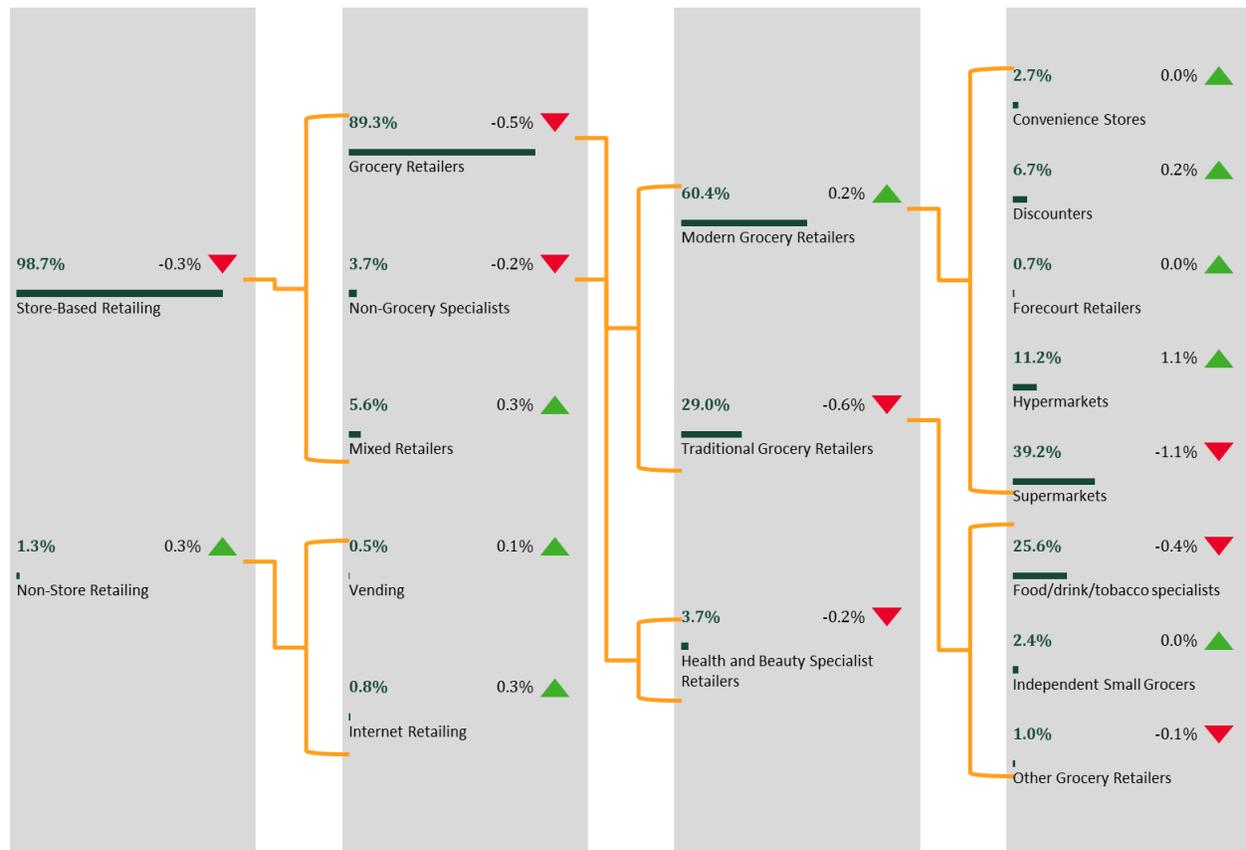 98.7% -0.3%
Store-Based Retailing
1.3% 0.3%
Non-Store Retailing
89.3% -0.5%
Grocery Retailers
3.7% -0.2%
Non-Grocery Specialists
5.6% 0.3%
Mixed Retailers
0.5% 0.1%
Vending
0.8% 0.3%
Internet Retailing
60.4% 0.2%
Modern Grocery Retailers
29.0% -0.6%
Traditional Grocery Retailers
3.7% -0.2%
Health and Beauty Specialist
Retailers
2.7% 0.0%
Convenience Stores
6.7% 0.2%
Discounters
0.7% 0.0%
Forecourt Retailers
11.2% 1.1%
Hypermarkets
39.2% -1.1%
Supermarkets
25.6% -0.4%
Food/drink/tobacco specialists
2.4% 0.0%
Independent Small Grocers
1.0% -0.1%
Other Grocery Retailers